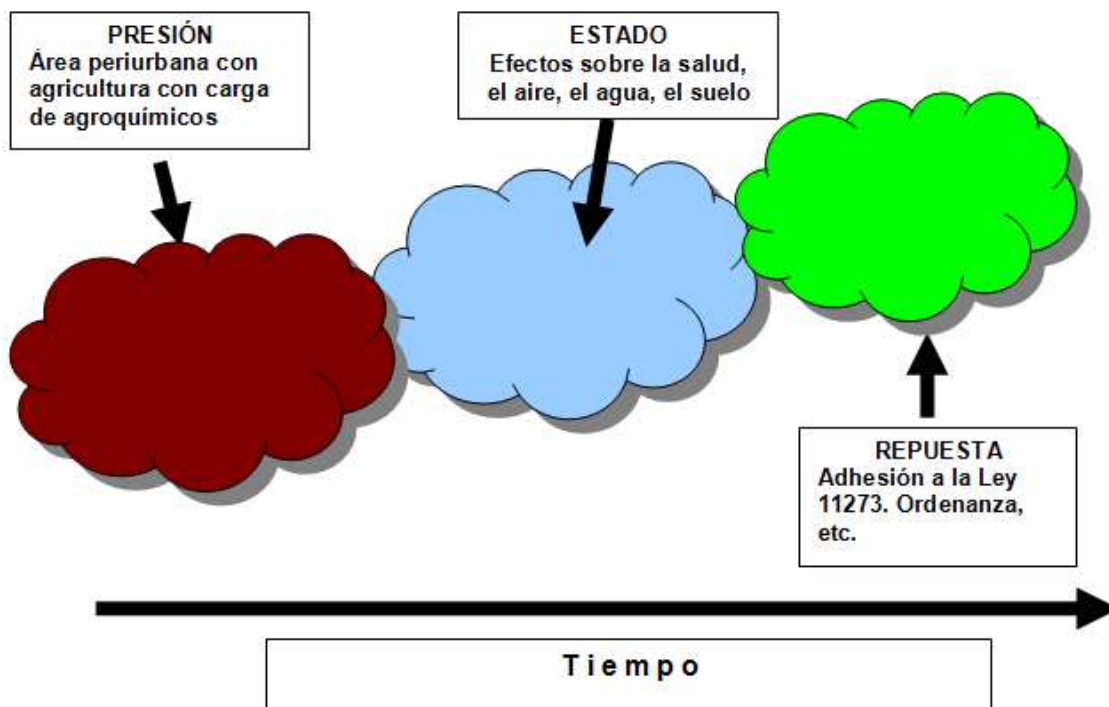 PRESIÓN
Área periurbana con
agricultura con carga
de agroquímicos
ESTADO
Efectos sobre la salud,
el aire, el agua, el suelo
REPUESTA
Adhesión a la Ley
11273. Ordenanza,
etc.
Tiempo